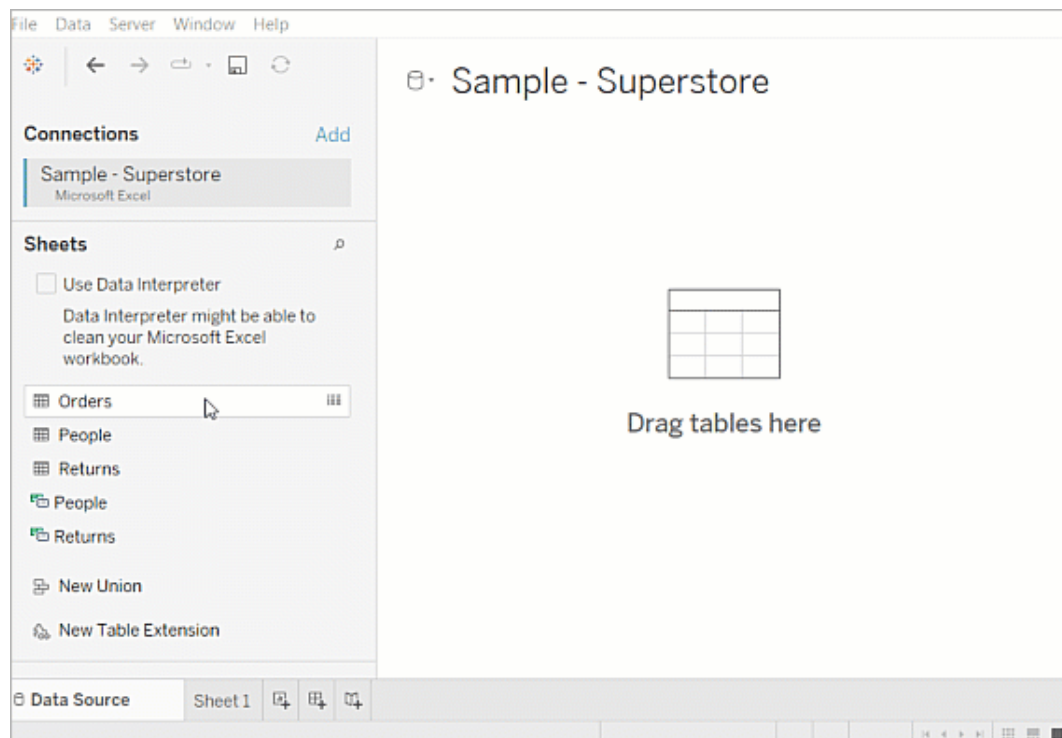 File Data Server Window Help
Sample - Superstore
Connections Add
Sample - Superstore
Microsoft Excel
Sheets
Use Data Interpreter
Data Interpreter might be able to
clean your Microsoft Excel
workbook.
Orders
People
Returns
People
Returns
New Union
New Table Extension
Drag tables here
Data Source Sheet 1